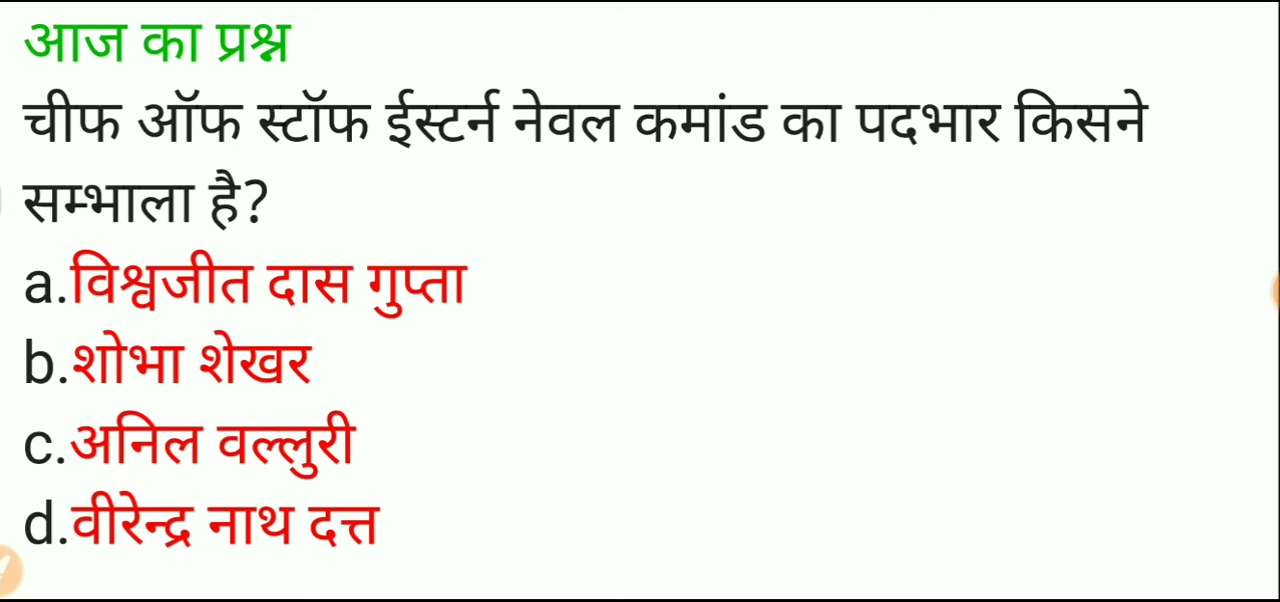 आज का प्रश्न
चीफ ऑफ स्टॉफ ईस्टर्न नेवल कमांड का पदभार किसने
सम्भाला है?
a.विश्वजीत दास गुप्ता
b.शोभा शेखर
c.अनिल वल्लुरी
d.वीरेन्द्र नाथ दत्त